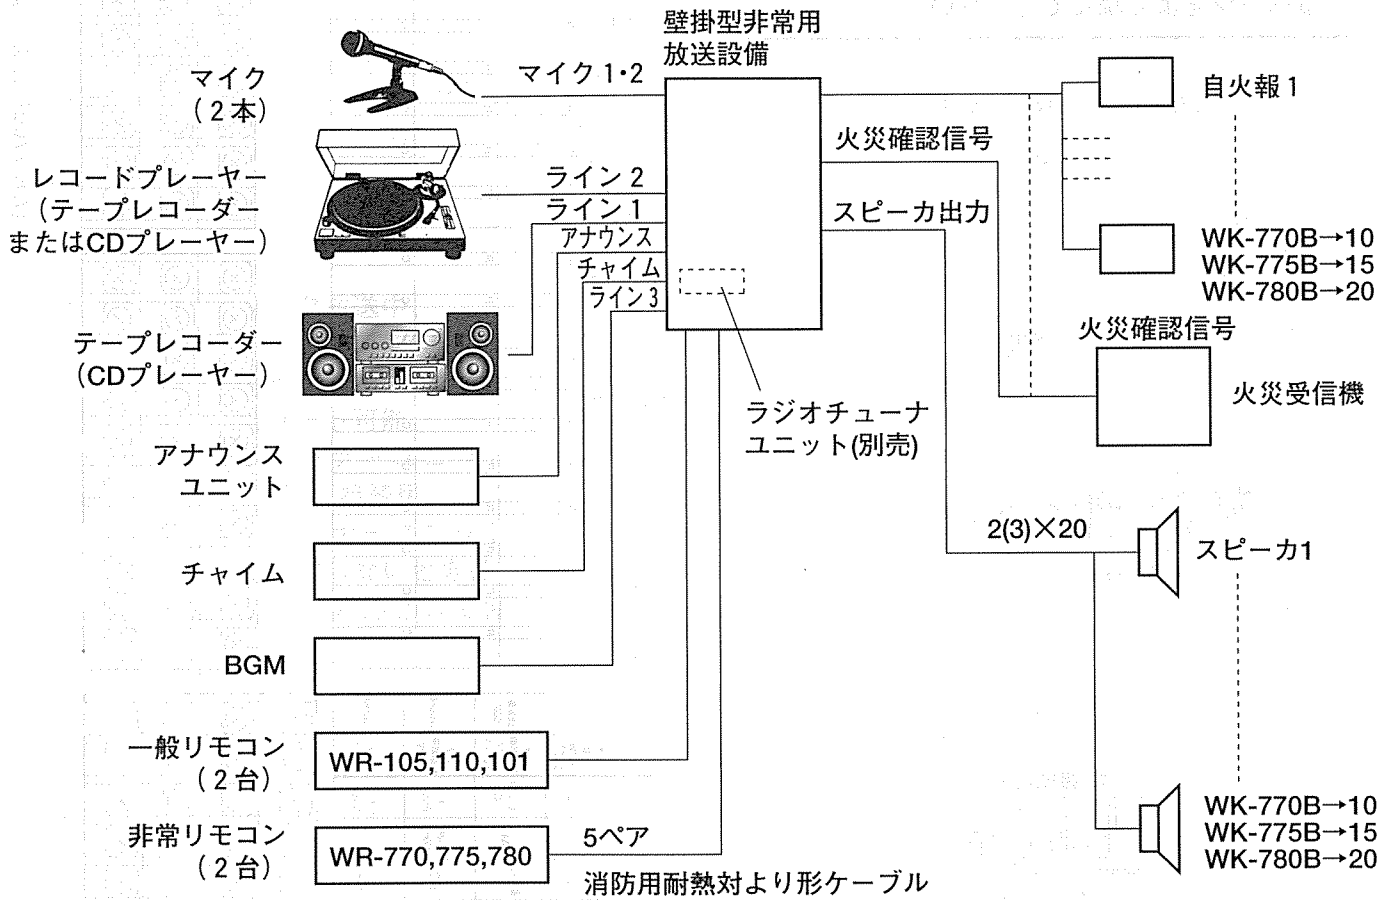 壁掛型非常用
放送設備
マイク
(2本)
マイク1・2
レコードプレーヤー
(テープレコーダー
またはCDプレーヤー)
ライン2
ライン1
アナウンス
チャイム
ライン3
テープレコーダー
(CDプレーヤー)
アナウンス
ユニット
チャイム
BGM
一般リモコン
(2台)
WR-105,110,101
非常リモコン
(2台)
WR-770,775,780
5ペア
消防用耐熱対より形ケーブル
ラジオチューナ
ユニット(別売)
火災確認信号
スピーカ出力
自火報1
WK-770B→10
WK-775B→15
WK-780B→20
火災確認信号
火災受信機
2(3)×20
スピーカ1
WK-770B→10
WK-775B→15
WK-780B→20